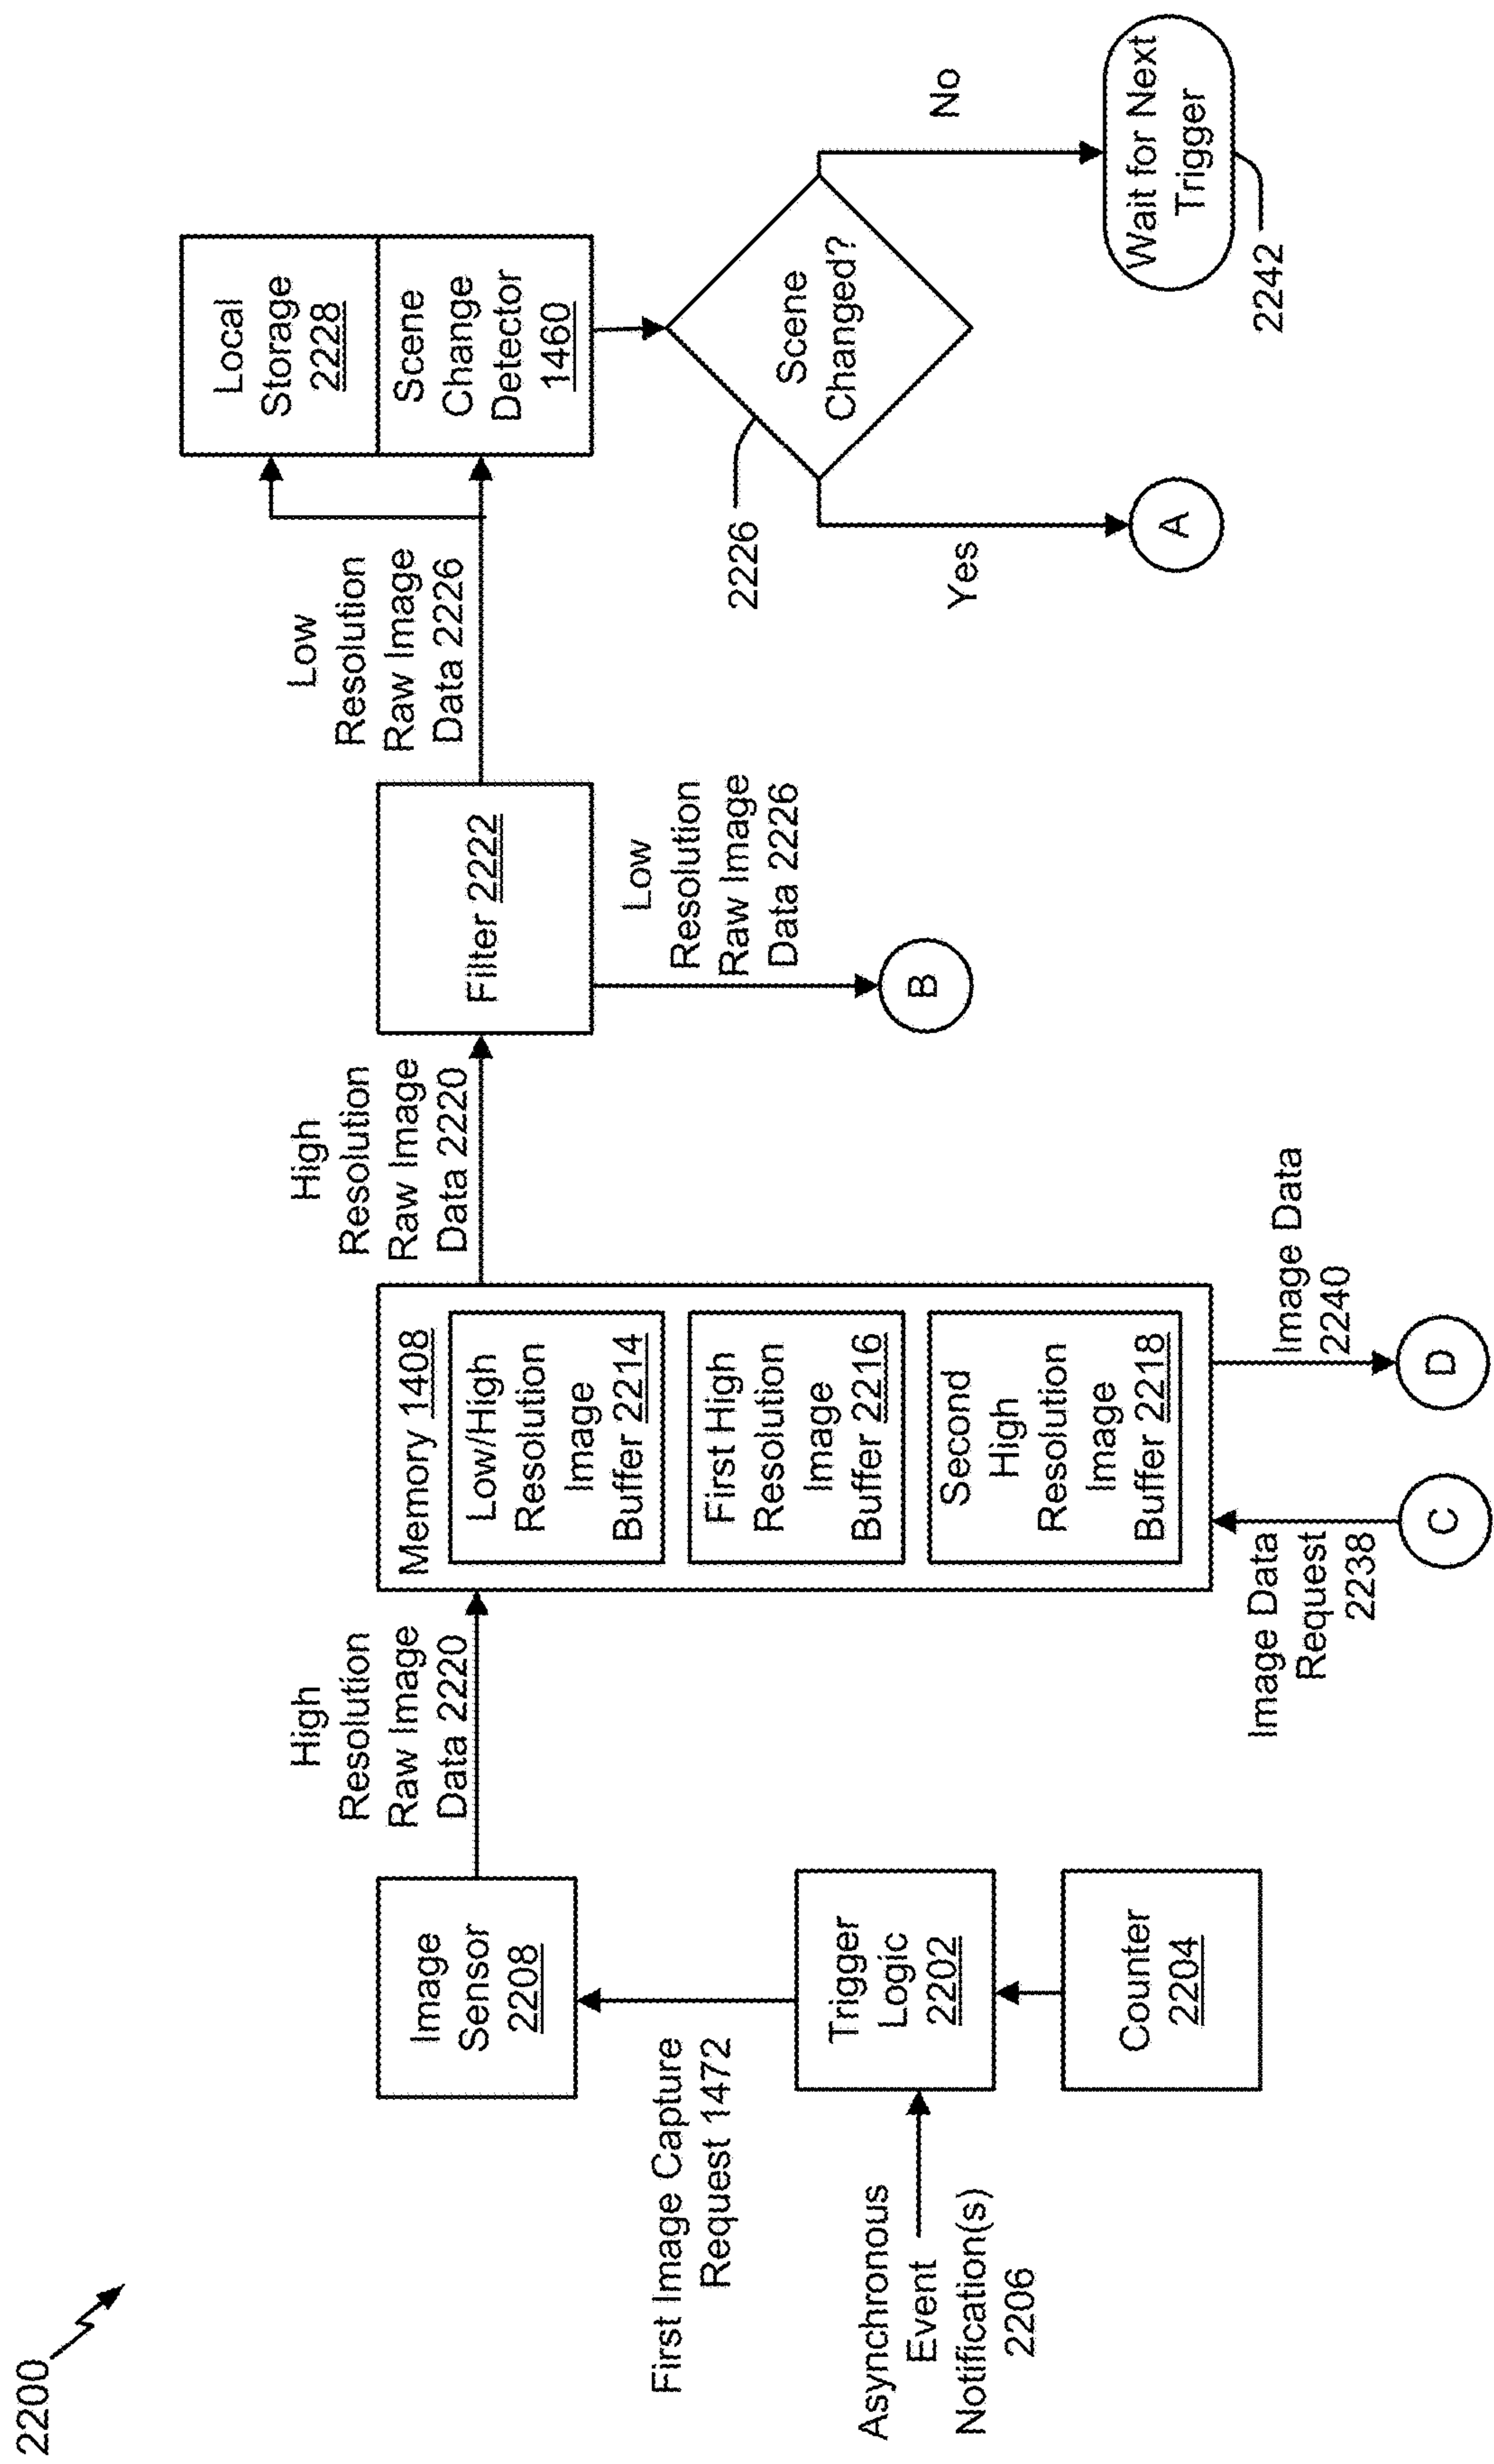 2200
Image
Sensor
2208
First Image Capture
Request 1472
Trigger
Logic
2202
Asynchronous
Event
Notification(s)
2206
Counter
2204
High
Resolution
Raw Image
Data 2220
Memory 1408
Low/High
Resolution
Image
Buffer 2214
First High
Resolution
Image
Buffer 2216
Second
High
Resolution
Image
Buffer 2218
Image Data
Request
2238
C
Image Data
2240
D
High
Resolution
Raw Image
Data 2220
Filter 2222
Low
Resolution
Raw Image
Data 2226
B
Low
Resolution
Raw Image
Data 2226
Local
Storage
2228
Scene
Change
Detector
1460
Scene
Changed?
2226
Yes
A
No
Wait for Next
Trigger
2242